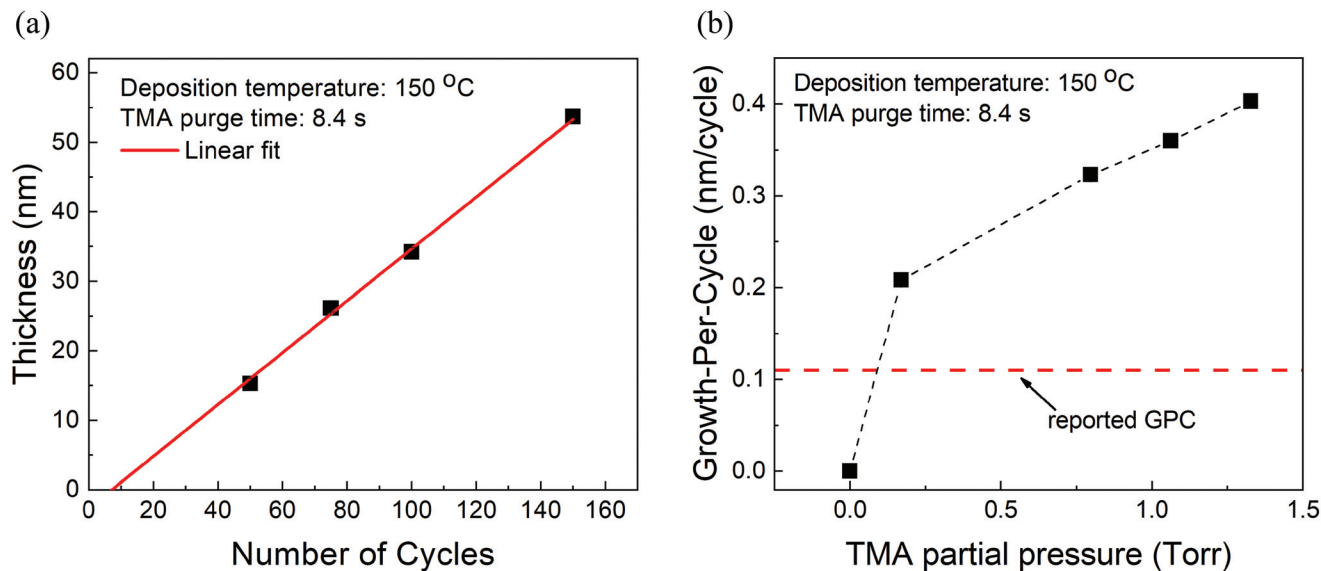 (a)
Deposition temperature: 150 °C
TMA purge time: 8.4 s
Linear fit
Thickness (nm)
60
50
40
30
20
10
0
0 20 40 60 80 100 120 140 160
Number of Cycles
(b)
Deposition temperature: 150 °C
TMA purge time: 8.4 s
Growth-Per-Cycle (nm/cycle)
0.4
0.3
0.2
0.1
0.0
reported GPC
0.0 0.5 1.0 1.5
TMA partial pressure (Torr)